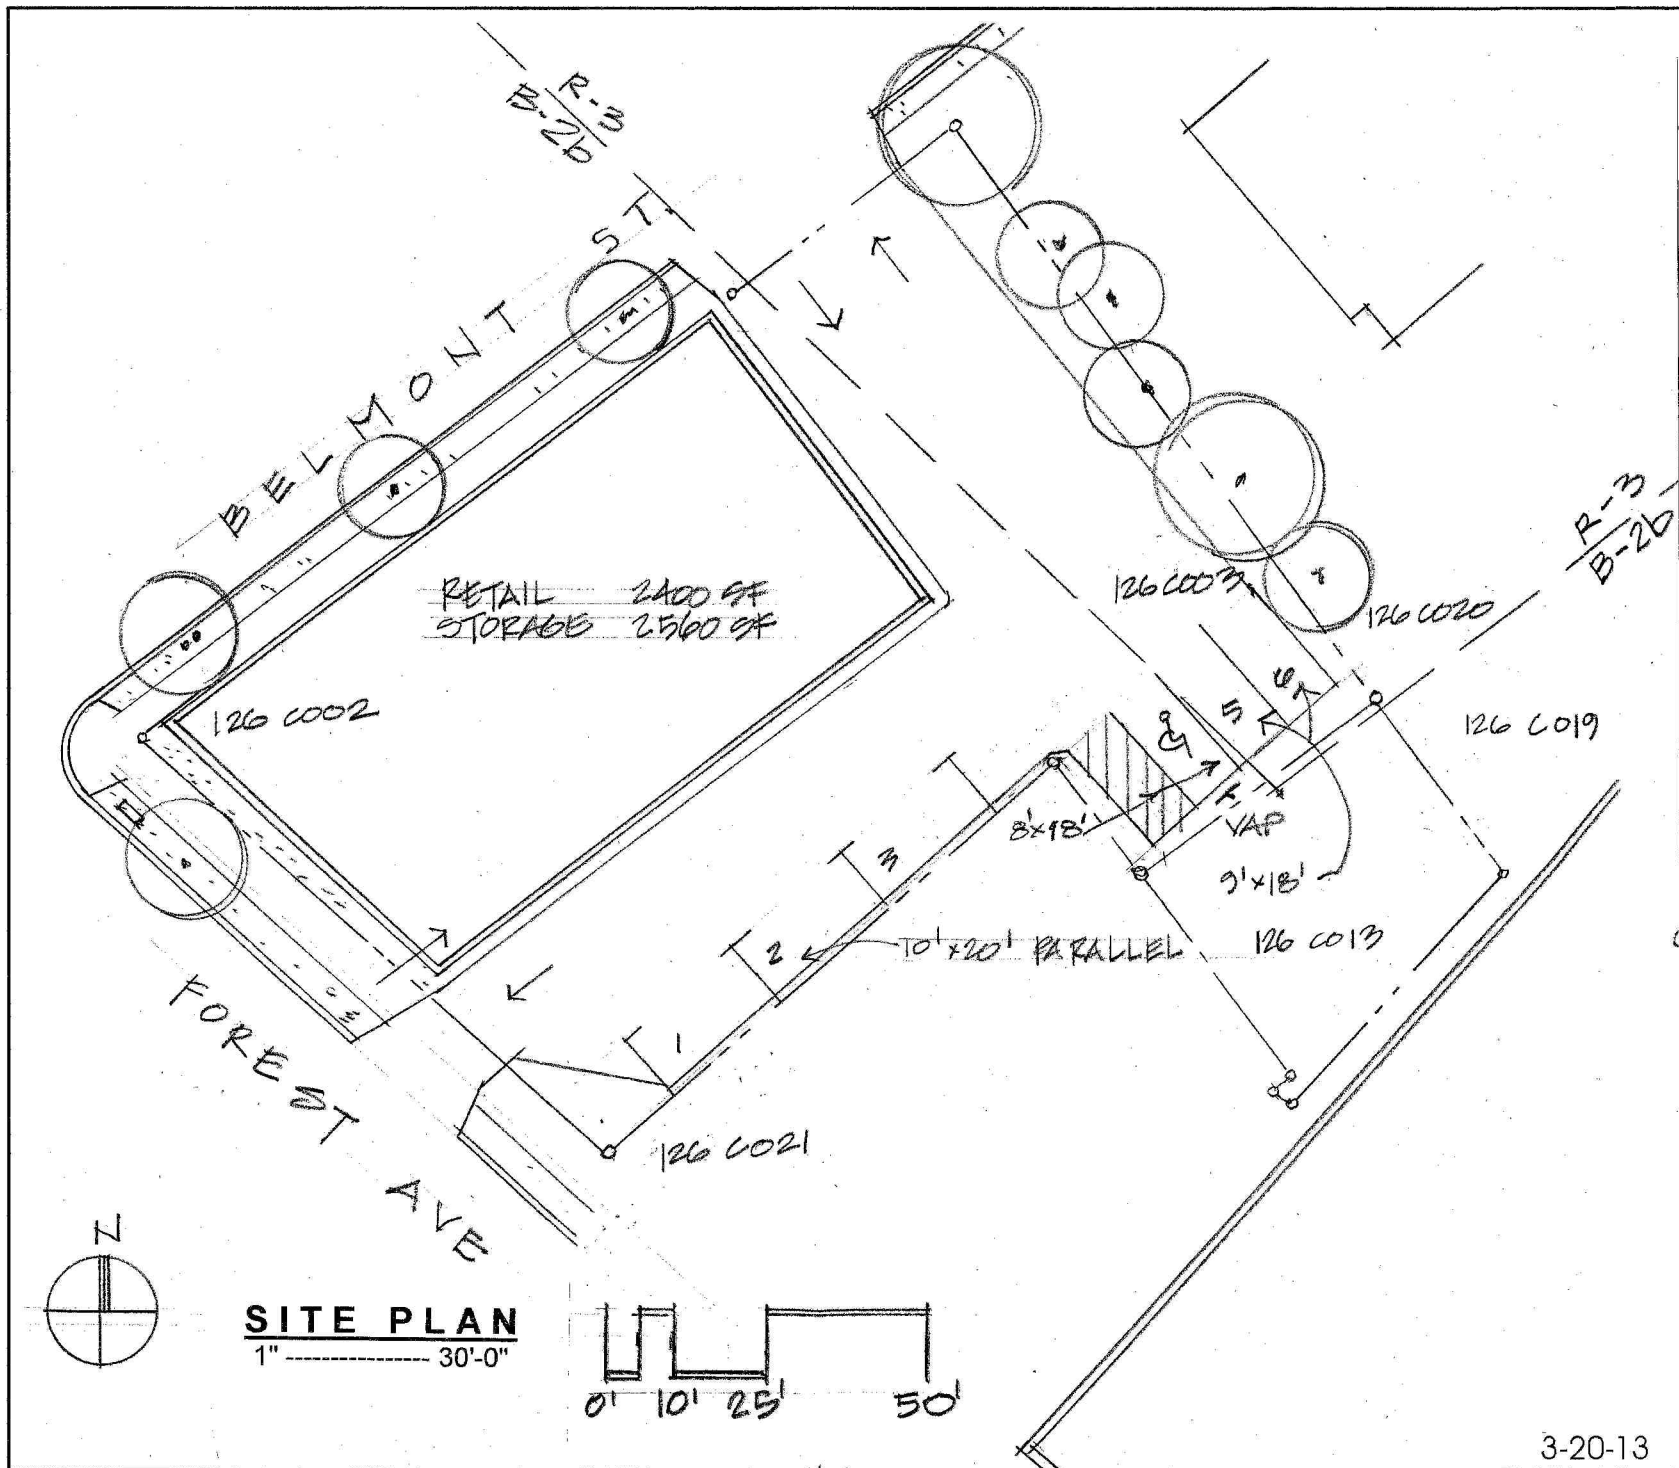 R-3
B-2b
BELMONT ST.
RETAIL 2400 SF
STORAGE 2560 SF
126 C003
126 C020
R-3
B-2b
126 C002
6
5
126 C019
8'x18'
VAP
3
9'x18'
2
10'x20' PARALLEL
126 C013
1
FOREST AVE
126 C021
N
SITE PLAN
1" ---------------- 30'-0"
0' 10' 25' 50'
3-20-13